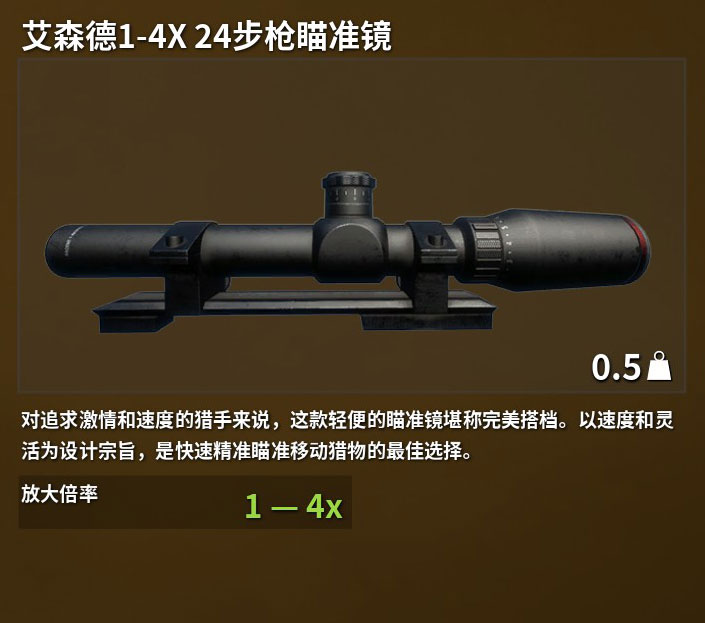 艾森德1-4X 24步枪瞄准镜
0.5
对追求激情和速度的猎手来说，这款轻便的瞄准镜堪称完美搭档。以速度和灵
活为设计宗旨，是快速精准瞄准移动猎物的最佳选择。
放大倍率
1 — 4x